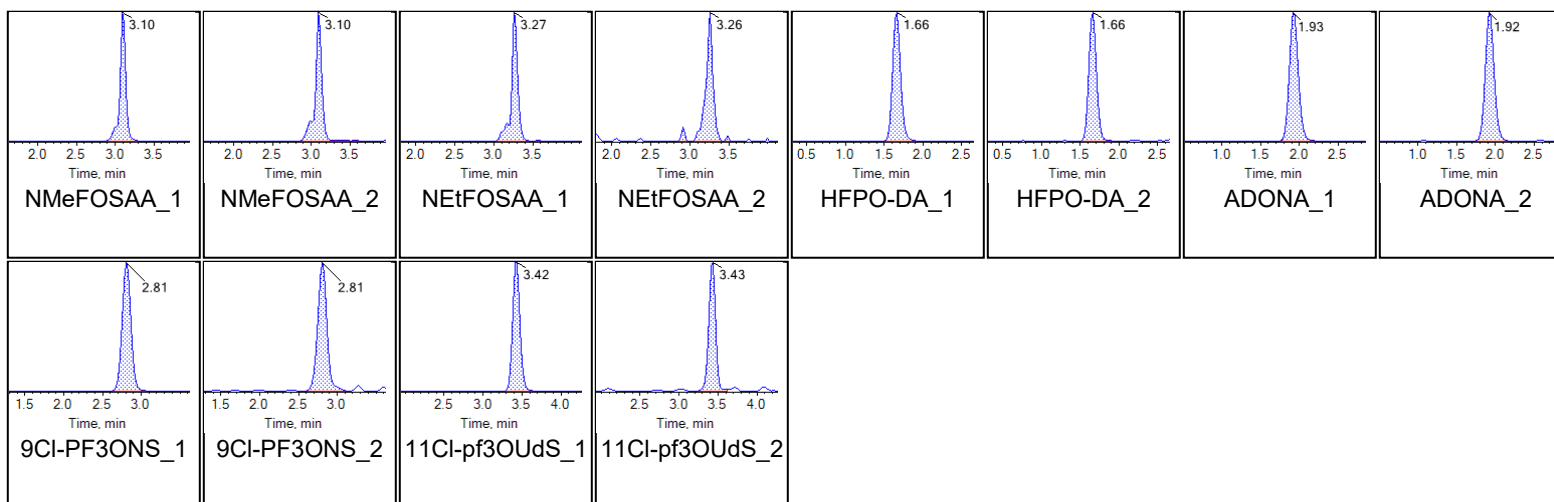 3.10 3.10 3.27 3.26 1.66 1.66 1.93 1.92
2.0 2.5 3.0 3.5 2.0 2.5 3.0 3.5 2.0 2.5 3.0 3.5 2.0 2.5 3.0 3.5 0.5 1.0 1.5 2.0 2.5 0.5 1.0 1.5 2.0 2.5 1.0 1.5 2.0 2.5 1.0 1.5 2.0 2.5
Time, min Time, min Time, min Time, min Time, min Time, min Time, min Time, min
NMeFOSAA_1 NMeFOSAA_2 NEtFOSAA_1 NEtFOSAA_2 HFPO-DA_1 HFPO-DA_2 ADONA_1 ADONA_2
2.81 2.81 3.42 3.43
1.5 2.0 2.5 3.0 1.5 2.0 2.5 3.0 2.5 3.0 3.5 4.0 2.5 3.0 3.5 4.0
Time, min Time, min Time, min Time, min
9Cl-PF3ONS_1 9Cl-PF3ONS_2 11Cl-pf3OUdS_1 11Cl-pf3OUdS_2